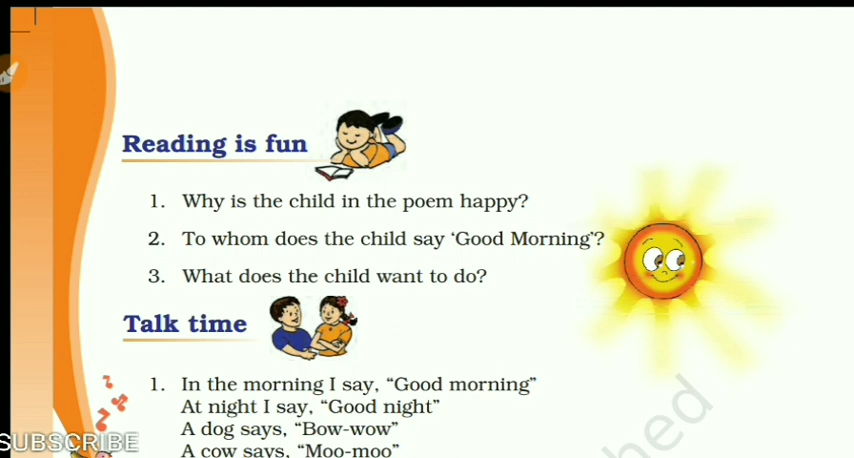 Reading is fun
1. Why is the child in the poem happy?
2. To whom does the child say ‘Good Morning’?
3. What does the child want to do?
Talk time
1. In the morning I say, “Good morning”
At night I say, “Good night”
A dog says, “Bow-wow”
A cow says, “Moo-moo”
SUBSCRIBE